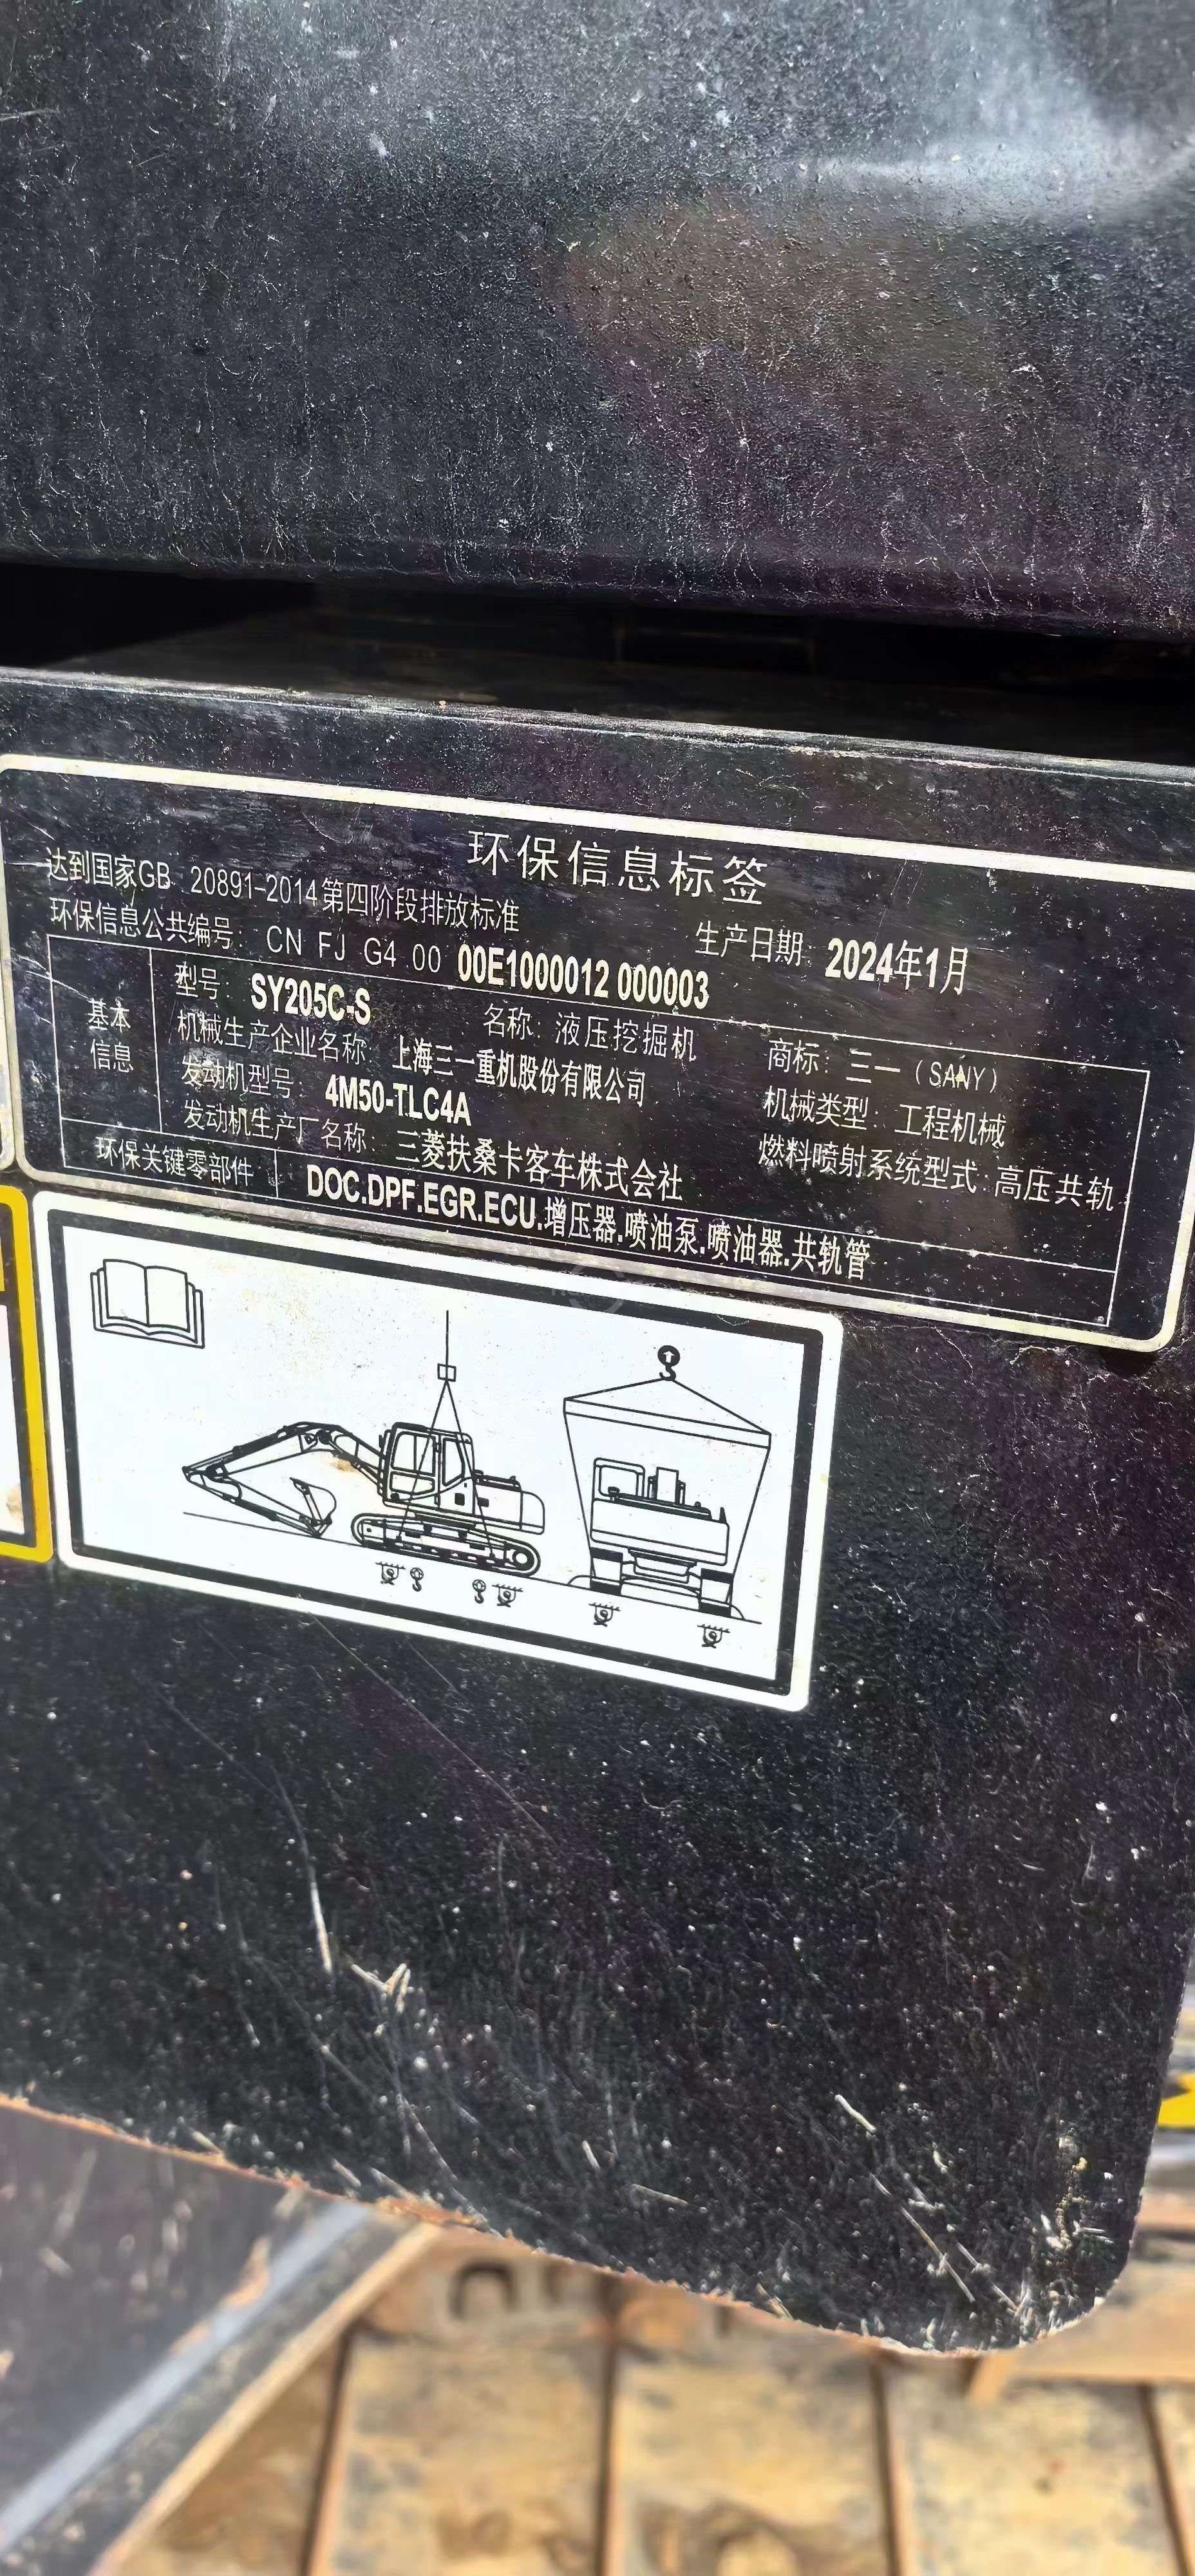 环保信息标签
达到国家GB 20891-2014第四阶段排放标准
生产日期: 2024年1月
环保信息公共编号: CN FJ G4 00 00E1000012 000003
基本信息
型号: SY205C-S 名称: 液压挖掘机 商标: 三一（SANY）
机械生产企业名称: 上海三一重机股份有限公司 机械类型: 工程机械
发动机型号: 4M50-TLC4A 燃料喷射系统型式: 高压共轨
发动机生产厂名称: 三菱扶桑卡客车株式会社
环保关键零部件 DOC.DPF.EGR.ECU.增压器.喷油泵.喷油器.共轨管